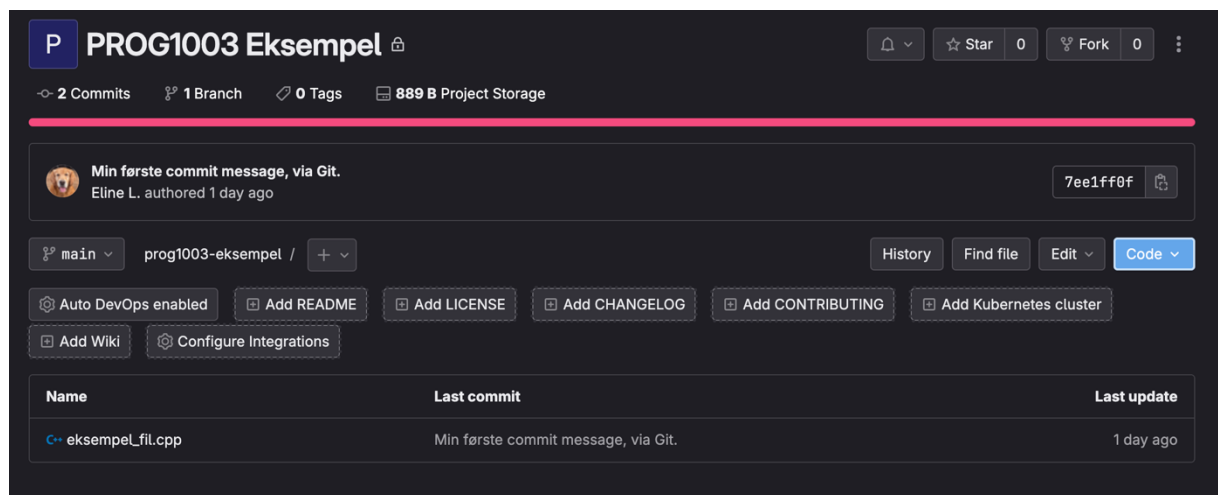 P PROG1003 Eksempel Star 0 Fork 0
2 Commits 1 Branch 0 Tags 889 B Project Storage
Min første commit message, via Git.
Eline L. authored 1 day ago
7ee1ff0f
main prog1003-eksempel / + History Find file Edit Code
Auto DevOps enabled Add README Add LICENSE Add CHANGELOG Add CONTRIBUTING Add Kubernetes cluster
Add Wiki Configure Integrations
Name Last commit Last update
C++ eksempel_fil.cpp Min første commit message, via Git. 1 day ago